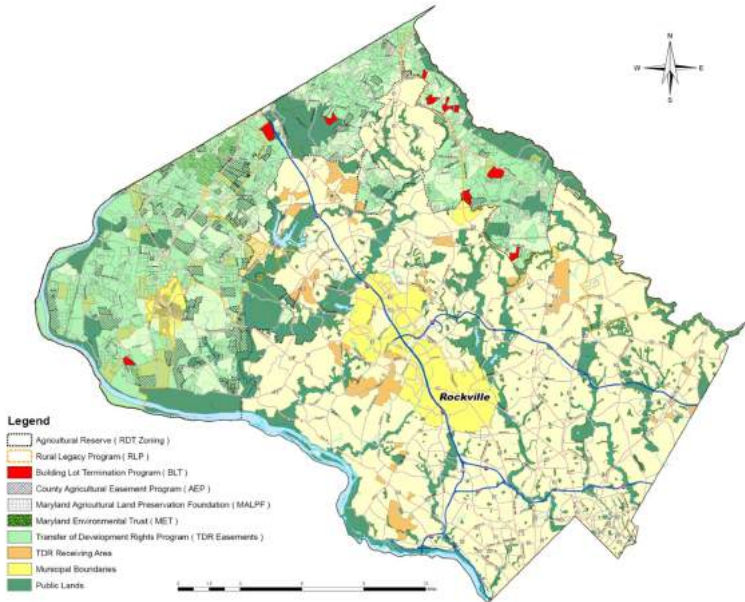 N
W E
S
Rockville
Legend
Agricultural Reserve ( RDT Zoning )
Rural Legacy Program ( RLP )
Building Lot Termination Program ( BLT )
County Agricultural Easement Program ( AEP )
Maryland Agricultural Land Preservation Foundation ( MALPF )
Maryland Environmental Trust ( MET )
Transfer of Development Rights Program ( TDR Easements )
TDR Receiving Area
Municipal Boundaries
Public Lands